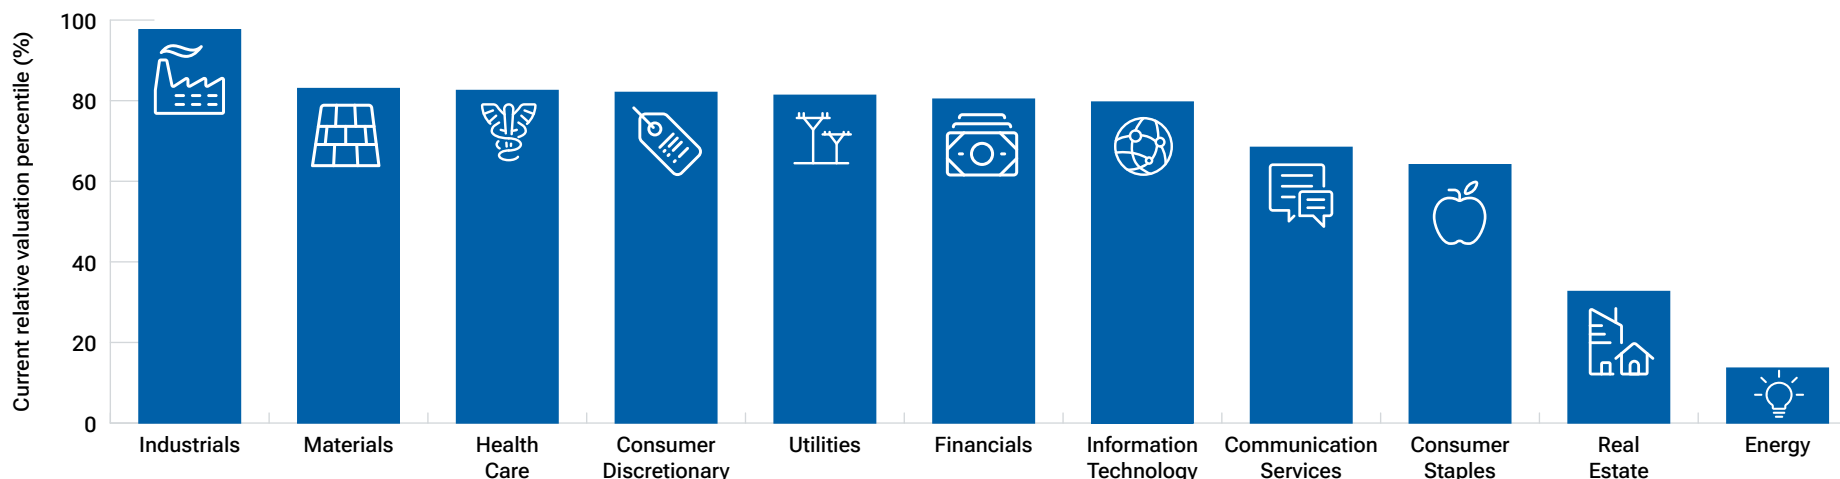 Current relative valuation percentile (%)
100
80
60
40
20
0
Industrials
Materials
Health
Care
Consumer
Discretionary
Utilities
Financials
Information
Technology
Communication
Services
Consumer
Staples
Real
Estate
Energy